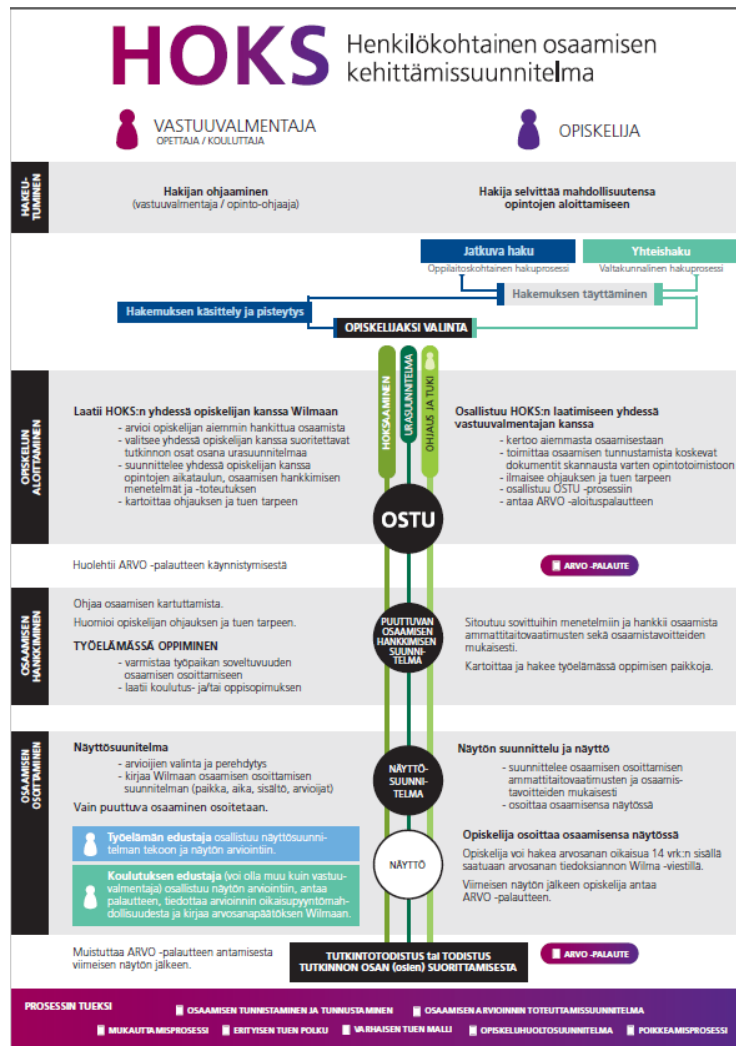 HOKS
Henkilökohtainen osaamisen
kehittämissuunnitelma
VASTUUVALMENTAJA
OPETTAJA / KOULUTTAJA
OPISKELIJA
HAKEU-
TUMINEN
Hakijan ohjaaminen
(vastuuvalmentaja / opinto-ohjaaja)
Hakija selvittää mahdollisuutensa
opintojen aloittamiseen
Jatkuva haku
Oppilaitoskohtainen hakuprosessi
Yhteishaku
Valtakunnallinen hakuprosessi
Hakemuksen täyttäminen
Hakemuksen käsittely ja pisteytys
OPISKELIJAKSI VALINTA
HOKSAAMINEN
URASUUNNITELMA
OHJAUS JA TUKI
OPISKELUN
ALOITTAMINEN
Laatii HOKS:n yhdessä opiskelijan kanssa Wilmaan
- arvioi opiskelijan aiemmin hankittua osaamista
- valitsee yhdessä opiskelijan kanssa suoritettavat
tutkinnon osat osana urasuunnitelmaa
- suunnittelee yhdessä opiskelijan kanssa
opintojen aikataulun, osaamisen hankkimisen
menetelmät ja -toteutuksen
- kartoittaa ohjauksen ja tuen tarpeen
Osallistuu HOKS:n laatimiseen yhdessä
vastuuvalmentajan kanssa
- kertoo aiemmasta osaamisestaan
- toimittaa osaamisen tunnustamista koskevat
dokumentit skannausta varten opintotoimistoon
- ilmaisee ohjauksen ja tuen tarpeen
- osallistuu OSTU -prosessiin
- antaa ARVO -aloituspalautteen
OSTU
Huolehtii ARVO -palautteen käynnistymisestä
ARVO -PALAUTE
OSAAMISEN
HANKKIMINEN
Ohjaa osaamisen kartuttamista.
Huomioi opiskelijan ohjauksen ja tuen tarpeen.
TYÖELÄMÄSSÄ OPPIMINEN
- varmistaa työpaikan soveltuvuuden
osaamisen osoittamiseen
- laatii koulutus- ja/tai oppisopimuksen
PUUTTUVAN
OSAAMISEN
HANKKIMISEN
SUUNNI-
TELMA
Sitoutuu sovittuihin menetelmiin ja hankkii osaamista
ammattitaitovaatimusten sekä osaamistavoitteiden
mukaisesti.
Kartoittaa ja hakee työelämässä oppimisen paikkoja.
OSAAMISEN
OSOITTAMINEN
Näyttösuunitelma
- arvioijien valinta ja perehdytys
- kirjaa Wilmaan osaamisen osoittamisen
suunnitelman (paikka, aika, sisältö, arvioijat)
Vain puuttuva osaaminen osoitetaan.
NÄYTTÖ-
SUUNNI-
TELMA
Näytön suunnittelu ja näyttö
- suunnittelee osaamisen osoittamisen
ammattitaitovaatimusten ja osaamis-
tavoitteiden mukaisesti
- osoittaa osaamisensa näytössä
Työelämän edustaja osallistuu näyttösuunni-
telman tekoon ja näytön arviointiin.
Koulutuksen edustaja (voi olla muu kuin vastuu-
valmentaja) osallistuu näytön arviointiin, antaa
palautteen, tiedottaa arvioinnin oikaisupyyntömah-
dollisuudesta ja kirjaa arvosanapäätöksen Wilmaan.
NÄYTTÖ
Opiskelija osoittaa osaamisensa näytössä
Opiskelija voi hakea arvosanan oikaisua 14 vrk:n sisällä
saatuaan arvosanan tiedoksiannon Wilma -viestillä.
Viimeisen näytön jälkeen opiskelija antaa
ARVO -palautteen.
Muistuttaa ARVO -palautteen antamisesta
viimeisen näytön jälkeen.
TUTKINTOTODISTUS tai TODISTUS
TUTKINNON OSAN (osien) SUORITTAMISESTA
ARVO -PALAUTE
PROSESSIN TUEKSI
OSAAMISEN TUNNISTAMINEN JA TUNNUSTAMINEN
OSAAMISEN ARVIOINNIN TOTEUTTAMISSUUNNITELMA
MUKAUTTAMISPROSESSI
ERITYISEN TUEN POLKU
VARHAISEN TUEN MALLI
OPISKELUHUOLTOSUUNNITELMA
POIKKEAMISPROSESSI